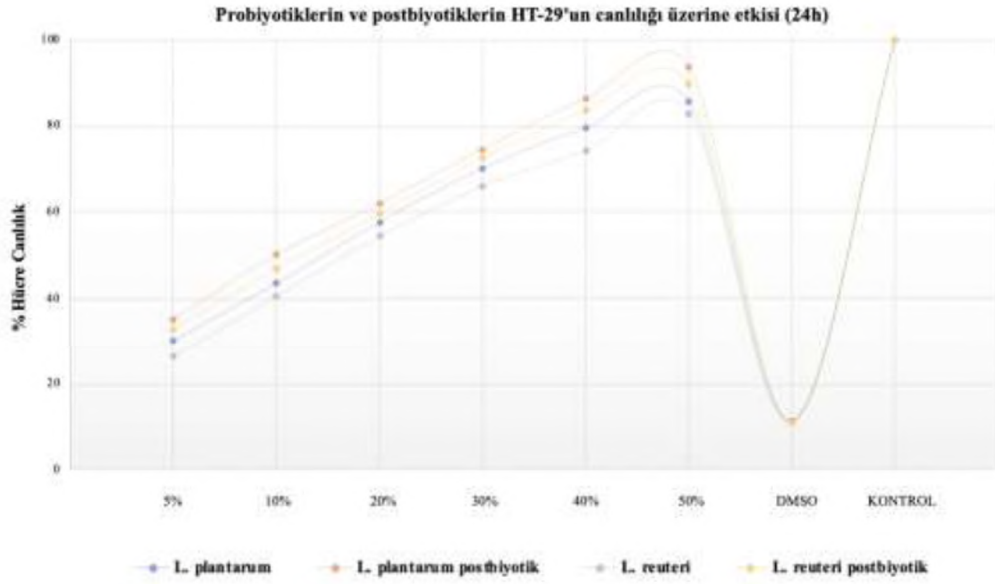 Probiyotiklerin ve postbiyotiklerin HT-29'un canlılığı üzerine etkisi (24h)
% Hücre Canlılık
100
80
60
40
20
0
5% 10% 20% 30% 40% 50% DMSO KONTROL
L. plantarum L. plantarum postbiyotik L. reuteri L. reuteri postbiyotik